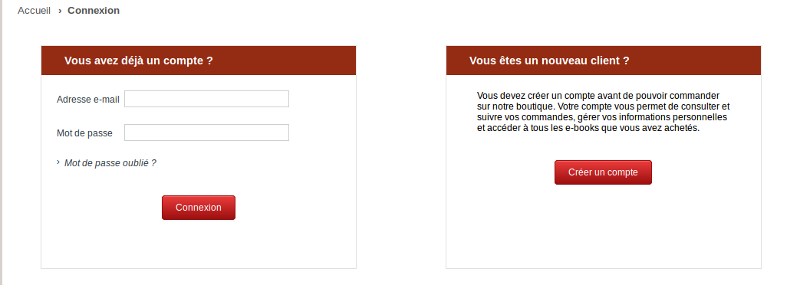 Accueil › Connexion
Vous avez déjà un compte ?
Adresse e-mail
Mot de passe
› Mot de passe oublié ?
Connexion
Vous êtes un nouveau client ?
Vous devez créer un compte avant de pouvoir commander
sur notre boutique. Votre compte vous permet de consulter et
suivre vos commandes, gérer vos informations personnelles
et accéder à tous les e-books que vous avez achetés.
Créer un compte